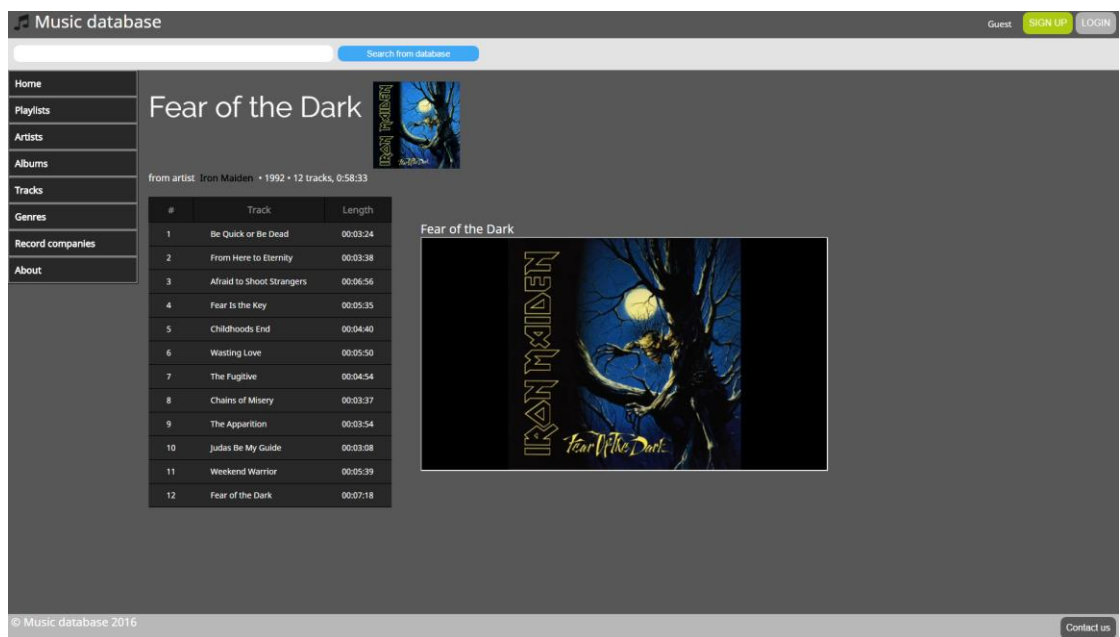 Music database
Guest SIGN UP LOGIN
Search from database
Home
Playlists
Artists
Albums
Tracks
Genres
Record companies
About
Fear of the Dark
IRON MAIDEN
Fear Of The Dark
from artist Iron Maiden • 1992 • 12 tracks, 0:58:33
# Track Length
1 Be Quick or Be Dead 00:03:24
2 From Here to Eternity 00:03:38
3 Afraid to Shoot Strangers 00:06:56
4 Fear Is the Key 00:05:35
5 Childhoods End 00:04:40
6 Wasting Love 00:05:50
7 The Fugitive 00:04:54
8 Chains of Misery 00:03:37
9 The Apparition 00:03:54
10 Judas Be My Guide 00:03:08
11 Weekend Warrior 00:05:39
12 Fear of the Dark 00:07:18
Fear of the Dark
IRON MAIDEN
Fear Of The Dark
© Music database 2016
Contact us